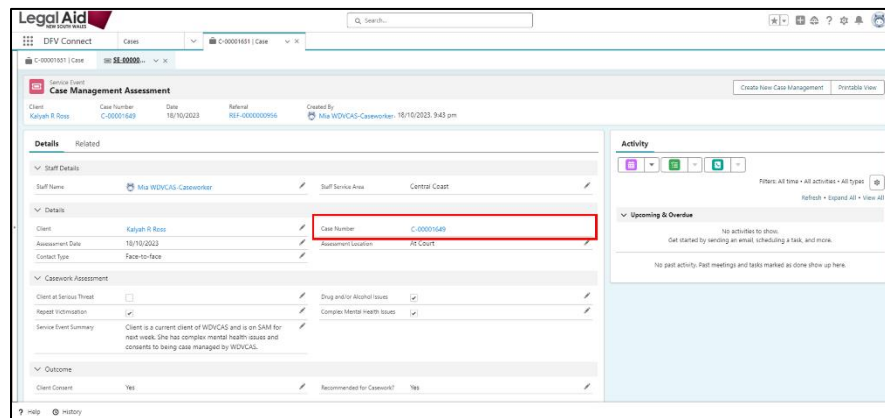 Legal Aid
NEW SOUTH WALES
Search...
DFV Connect
Cases
C-00001651 | Case
C-00001651 | Case
SE-00000...
Service Event
Case Management Assessment
Create New Case Management
Printable View
Client
Case Number
Date
Referral
Created By
Kalyah R Ross
C-00001649
18/10/2023
REF-0000000956
Mia WDVCAS-Caseworker, 18/10/2023, 9:43 pm
Details
Related
Staff Details
Staff Name
Mia WDVCAS-Caseworker
Staff Service Area
Central Coast
Details
Client
Kalyah R Ross
Case Number
C-00001649
Assessment Date
18/10/2023
Assessment Location
At Court
Contact Type
Face-to-face
Casework Assessment
Client at Serious Threat
Drug and/or Alcohol Issues
Repeat Victimisation
Complex Mental Health Issues
Service Event Summary
Client is a current client of WDVCAS and is on SAM for
next week. She has complex mental health issues and
consents to being case managed by WDVCAS.
Outcome
Client Consent
Yes
Recommended for Casework?
Yes
Activity
Filters: All time • All activities • All types
Refresh • Expand All • View All
Upcoming & Overdue
No activities to show.
Get started by sending an email, scheduling a task, and more.
No past activity. Past meetings and tasks marked as done show up here.
Help
History